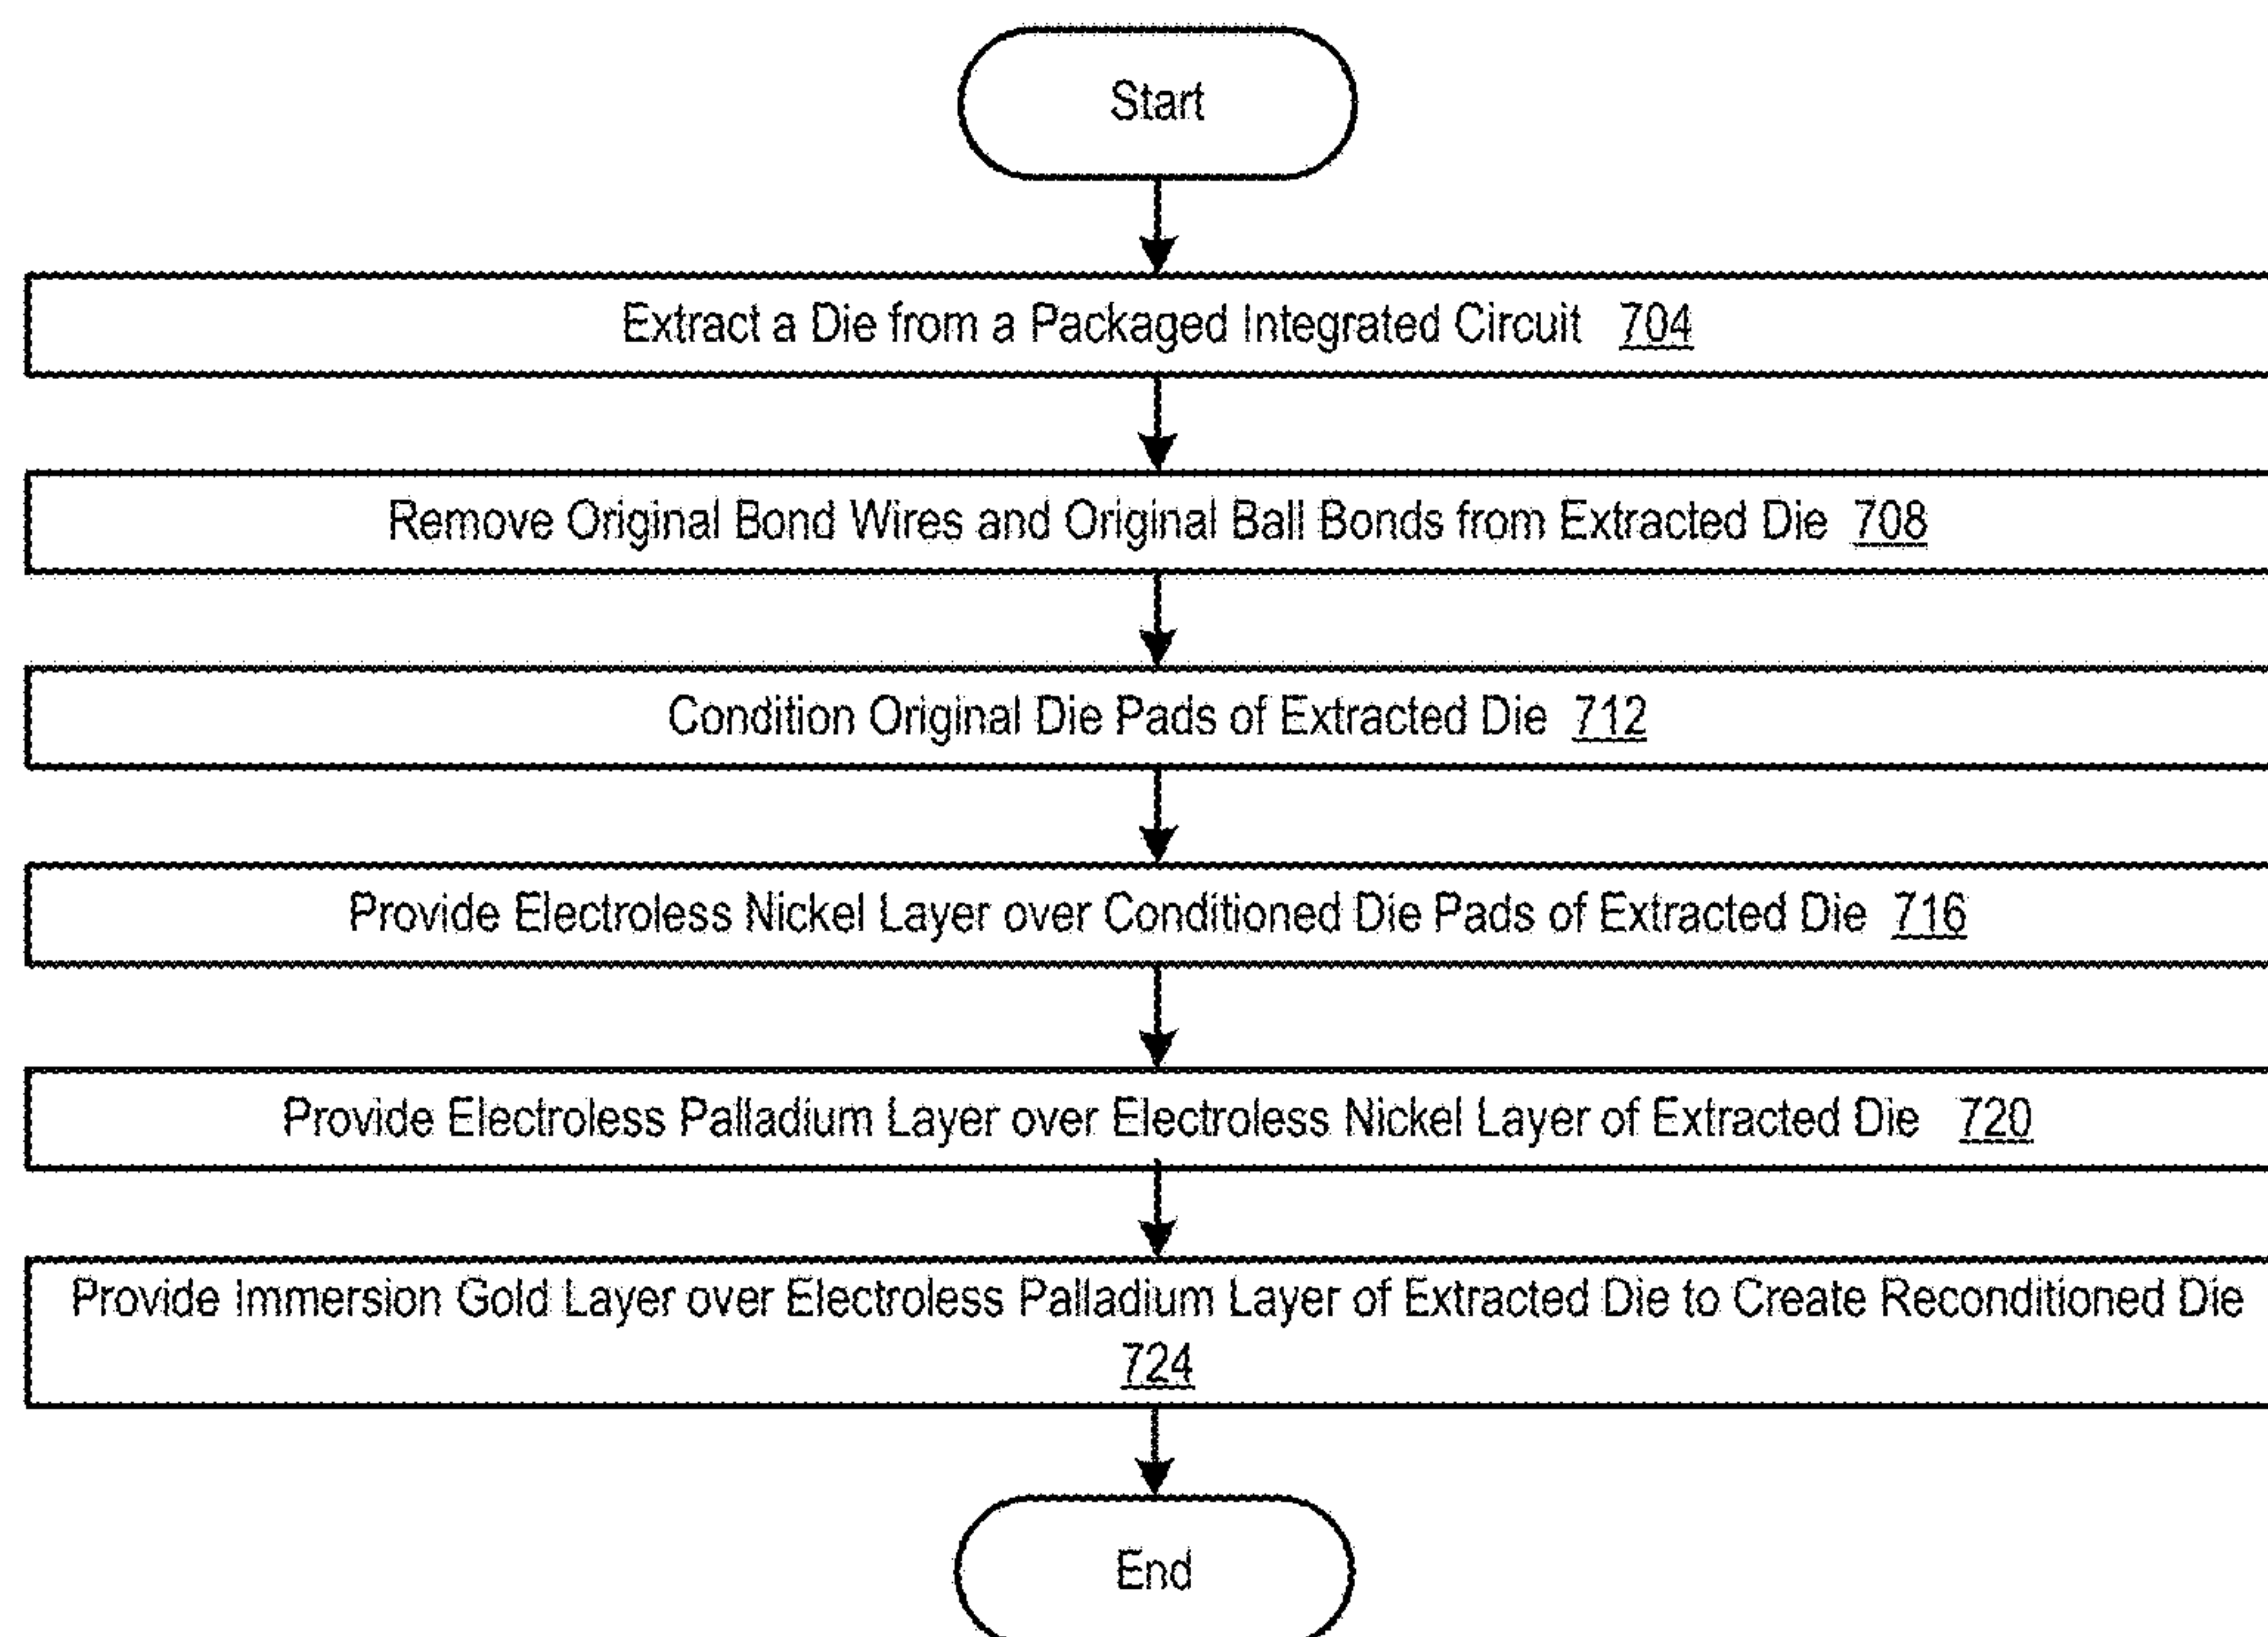 Start
Extract a Die from a Packaged Integrated Circuit 704
Remove Original Bond Wires and Original Ball Bonds from Extracted Die 708
Condition Original Die Pads of Extracted Die 712
Provide Electroless Nickel Layer over Conditioned Die Pads of Extracted Die 716
Provide Electroless Palladium Layer over Electroless Nickel Layer of Extracted Die 720
Provide Immersion Gold Layer over Electroless Palladium Layer of Extracted Die to Create Reconditioned Die
724
End